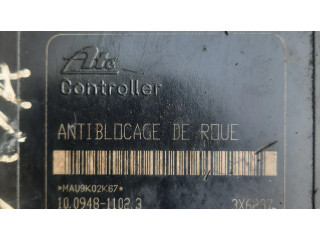 Ate
Controller
ANTIBLOCAGE DE ROUE
*MAU9K02K67*
10.0948-1102.3